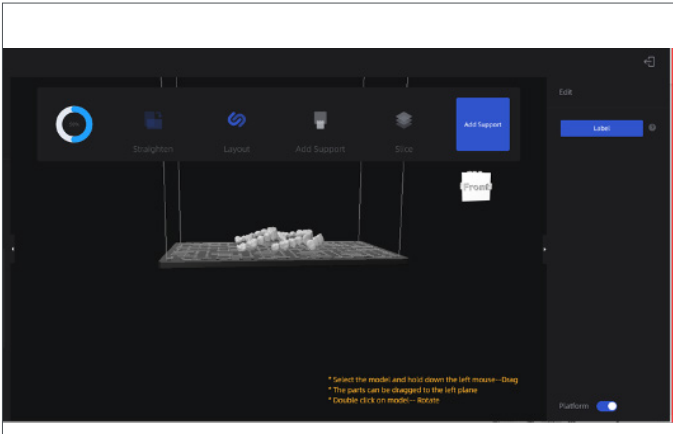 Edit
Straighten
Layout
Add Support
Slice
Add Support
Label
Front
* Select the model and hold down the left mouse--Drag
* The parts can be dragged to the left plane
* Double click on model-- Rotate
Platform